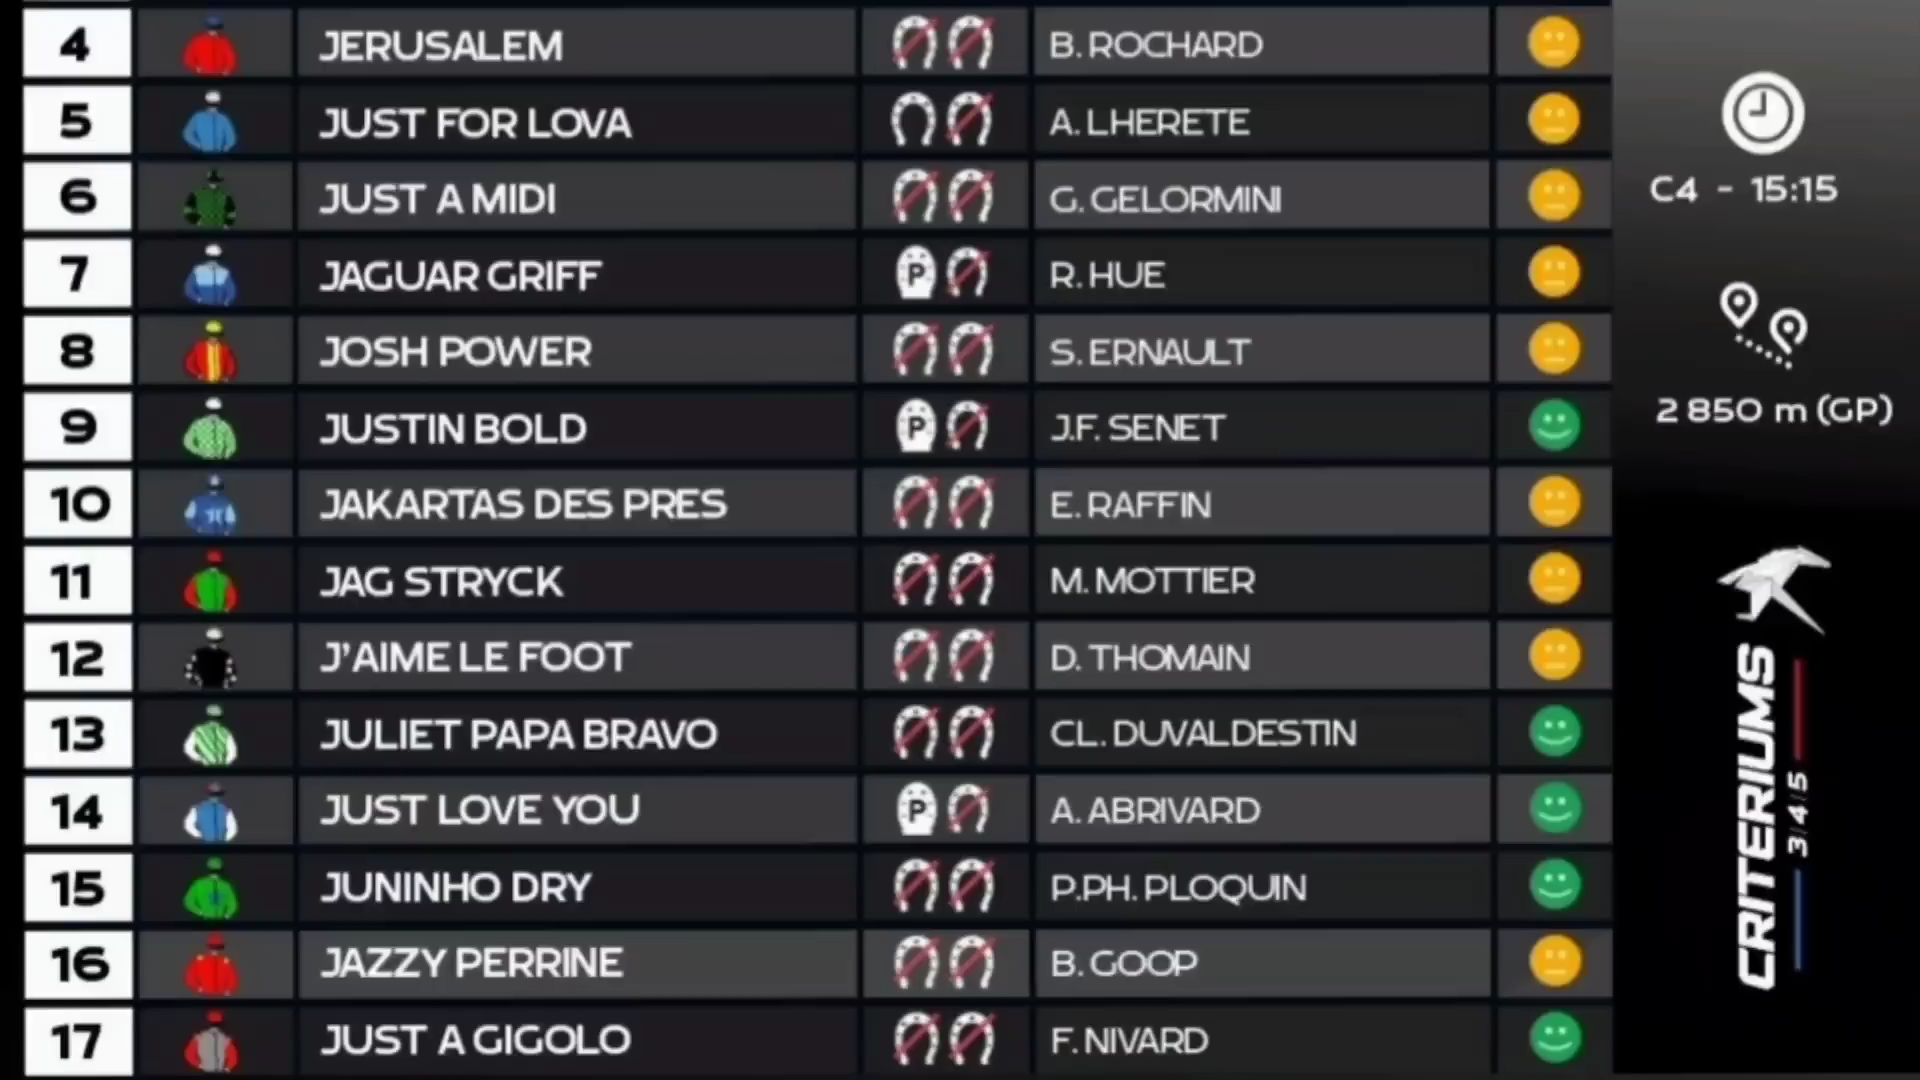 4 JERUSALEM B. ROCHARD
5 JUST FOR LOVA A. LHERETE
6 JUST A MIDI G. GELORMINI
7 JAGUAR GRIFF P R. HUE
8 JOSH POWER S. ERNAULT
9 JUSTIN BOLD P J.F. SENET
10 JAKARTAS DES PRES E. RAFFIN
11 JAG STRYCK M. MOTTIER
12 J'AIME LE FOOT D. THOMAIN
13 JULIET PAPA BRAVO CL. DUVALDESTIN
14 JUST LOVE YOU P A. ABRIVARD
15 JUNINHO DRY P.PH. PLOQUIN
16 JAZZY PERRINE B. GOOP
17 JUST A GIGOLO F. NIVARD
C4 - 15:15
2 850 m (GP)
CRITERIUMS
3/4/5